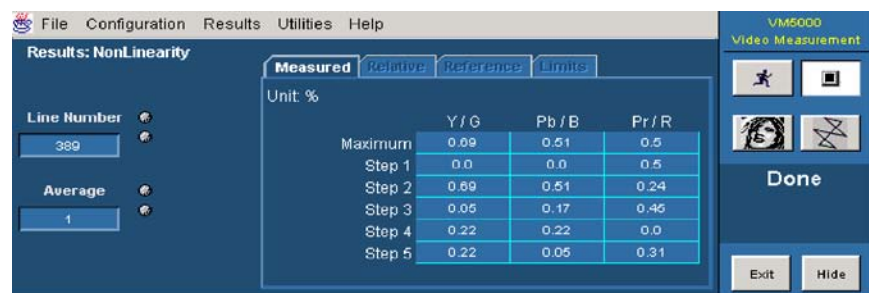 File Configuration Results Utilities Help
VM5000
Video Measurement
Results: NonLinearity
Measured Relative Reference Limits
Unit: %
Line Number
389
Average
1
Y / G Pb / B Pr / R
Maximum 0.69 0.51 0.5
Step 1 0.0 0.0 0.5
Step 2 0.69 0.51 0.24
Step 3 0.05 0.17 0.45
Step 4 0.22 0.22 0.0
Step 5 0.22 0.05 0.31
Done
Exit Hide